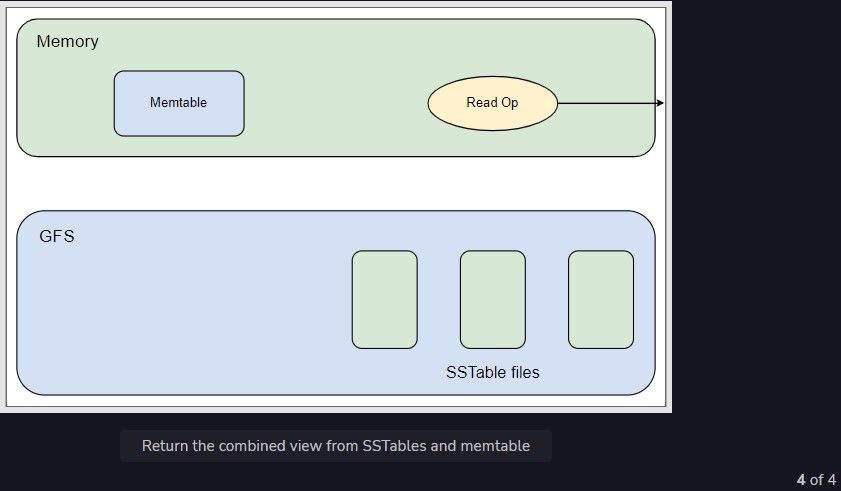 Memory
Memtable
Read Op
GFS
SSTable files
Return the combined view from SSTables and memtable
4 of 4